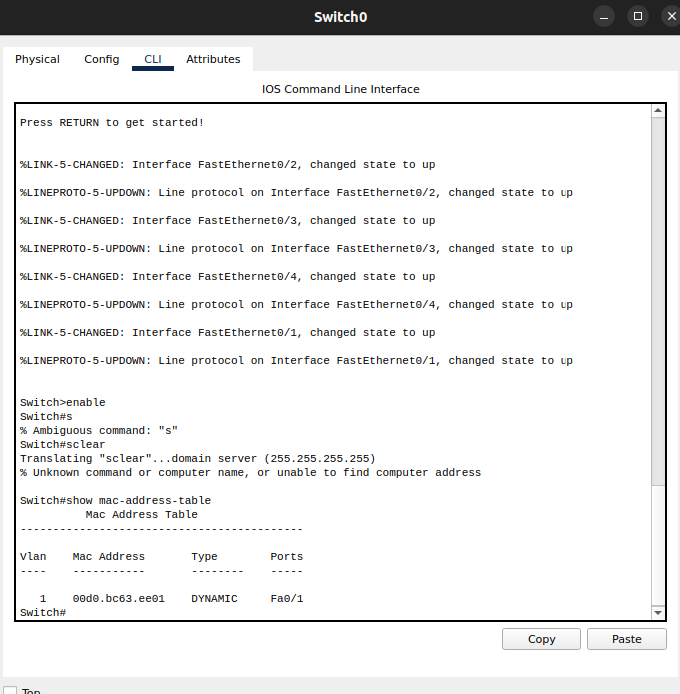 Switch0
Physical Config CLI Attributes
IOS Command Line Interface
Press RETURN to get started!
%LINK-5-CHANGED: Interface FastEthernet0/2, changed state to up
%LINEPROTO-5-UPDOWN: Line protocol on Interface FastEthernet0/2, changed state to up
%LINK-5-CHANGED: Interface FastEthernet0/3, changed state to up
%LINEPROTO-5-UPDOWN: Line protocol on Interface FastEthernet0/3, changed state to up
%LINK-5-CHANGED: Interface FastEthernet0/4, changed state to up
%LINEPROTO-5-UPDOWN: Line protocol on Interface FastEthernet0/4, changed state to up
%LINK-5-CHANGED: Interface FastEthernet0/1, changed state to up
%LINEPROTO-5-UPDOWN: Line protocol on Interface FastEthernet0/1, changed state to up
Switch>enable
Switch#s
% Ambiguous command: "s"
Switch#sclear
Translating "sclear"...domain server (255.255.255.255)
% Unknown command or computer name, or unable to find computer address
Switch#show mac-address-table
Mac Address Table
-------------------------------------------
Vlan    Mac Address       Type        Ports
----    -----------       --------    -----
1    00d0.bc63.ee01    DYNAMIC     Fa0/1
Switch#
Copy Paste
Top